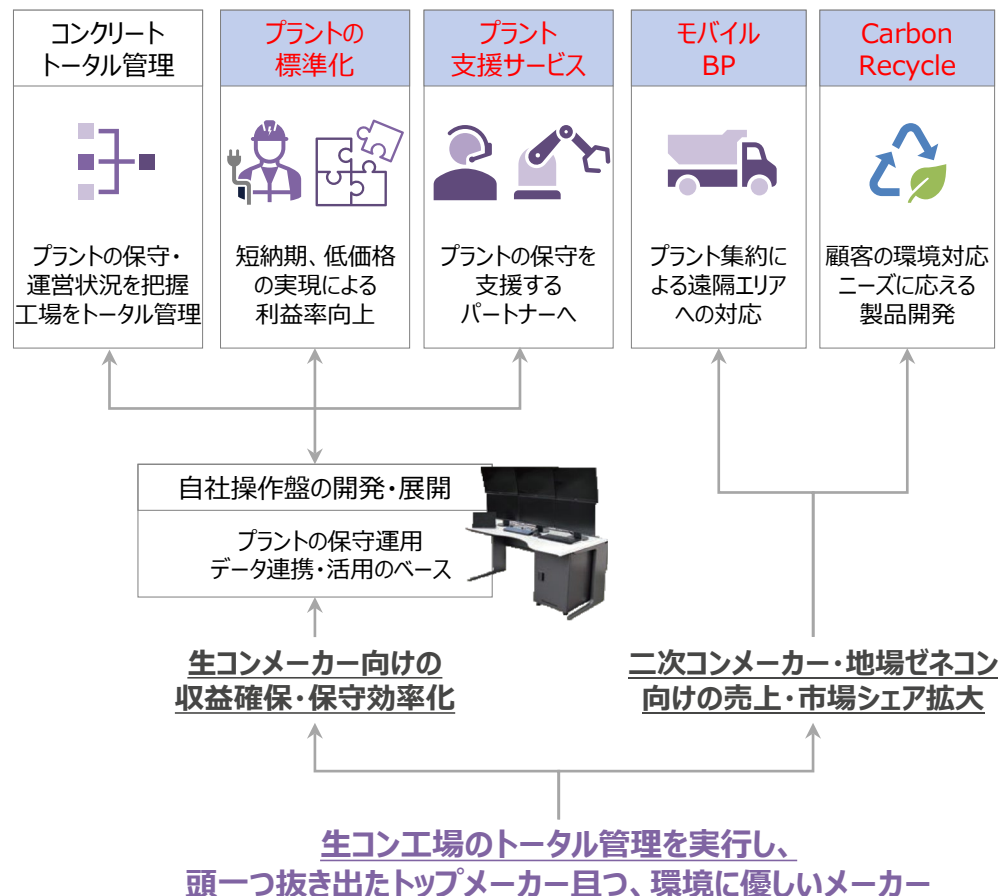 コンクリート
トータル管理
プラントの保守・
運営状況を把握
工場をトータル管理
プラントの
標準化
短納期、低価格
の実現による
利益率向上
プラント
支援サービス
プラントの保守を
支援する
パートナーへ
モバイル
BP
プラント集約に
よる遠隔エリア
への対応
Carbon
Recycle
顧客の環境対応
ニーズに応える
製品開発
自社操作盤の開発・展開
プラントの保守運用
データ連携・活用のベース
生コンメーカー向けの
収益確保・保守効率化
二次コンメーカー・地場ゼネコン
向けの売上・市場シェア拡大
生コン工場のトータル管理を実行し、
頭一つ抜き出たトップメーカー且つ、環境に優しいメーカー